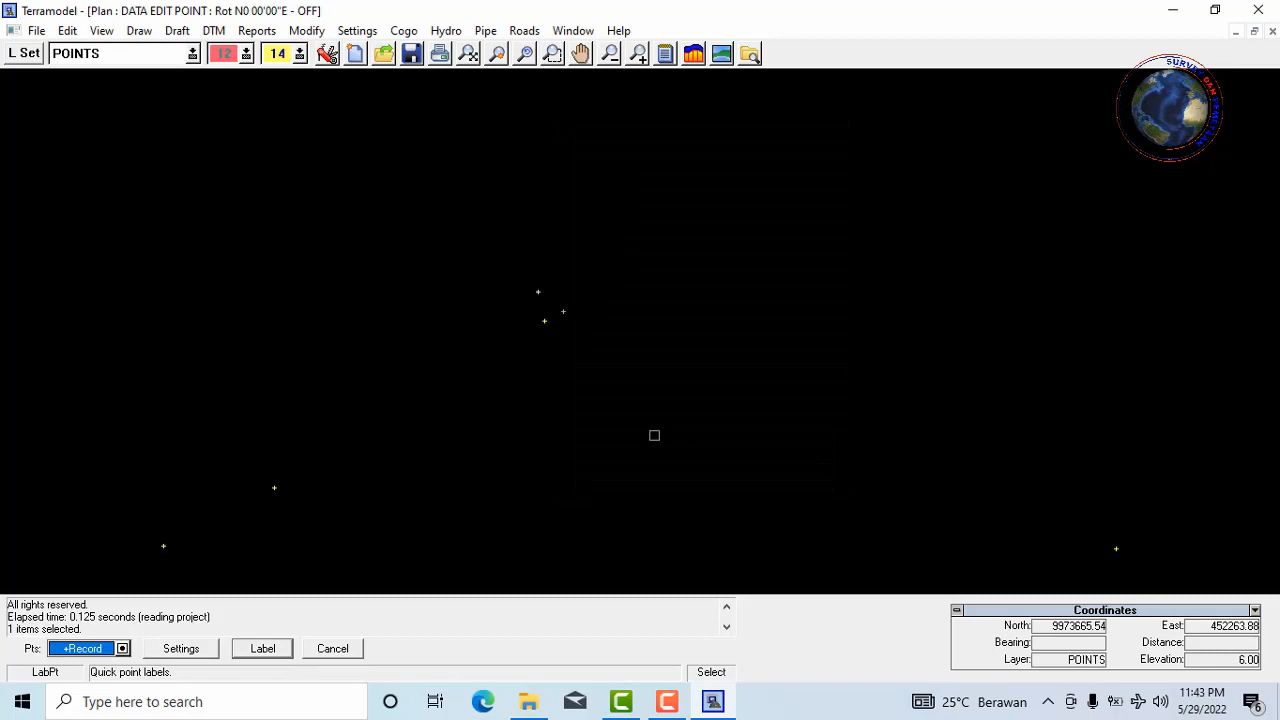 Terramodel - [Plan : DATA EDIT POINT : Rot N0 00'00"E - OFF]
File Edit View Draw Draft DTM Reports Modify Settings Cogo Hydro Pipe Roads Window Help
L Set POINTS 12 14
SURVEY DAN PEMETAAN
All rights reserved.
Elapsed time: 0.125 seconds (reading project)
1 items selected.
Pts: +Record Settings Label Cancel
LabPt Quick point labels. Select
Coordinates
North: 9973665.54 East: 452263.88
Bearing: Distance:
Layer: POINTS Elevation: 6.00
Type here to search
25°C Berawan
11:43 PM
5/29/2022
6